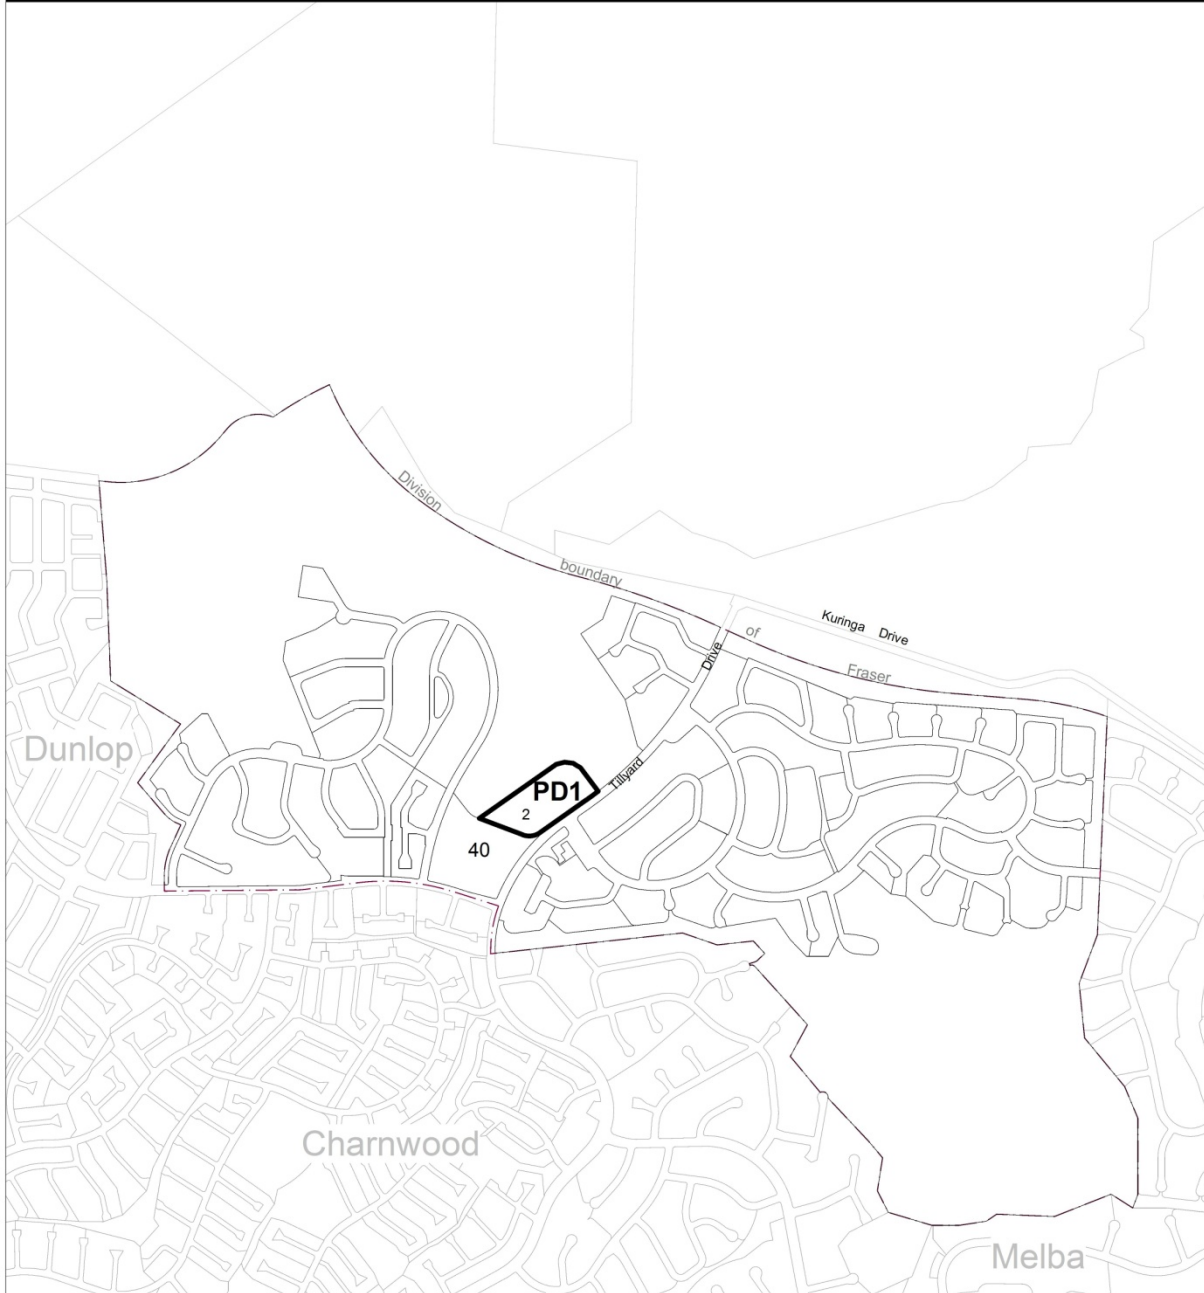 Division
boundary
of
Kuringa Drive
Drive
Fraser
Dunlop
Tillyard
PD1
2
40
Charnwood
Melba